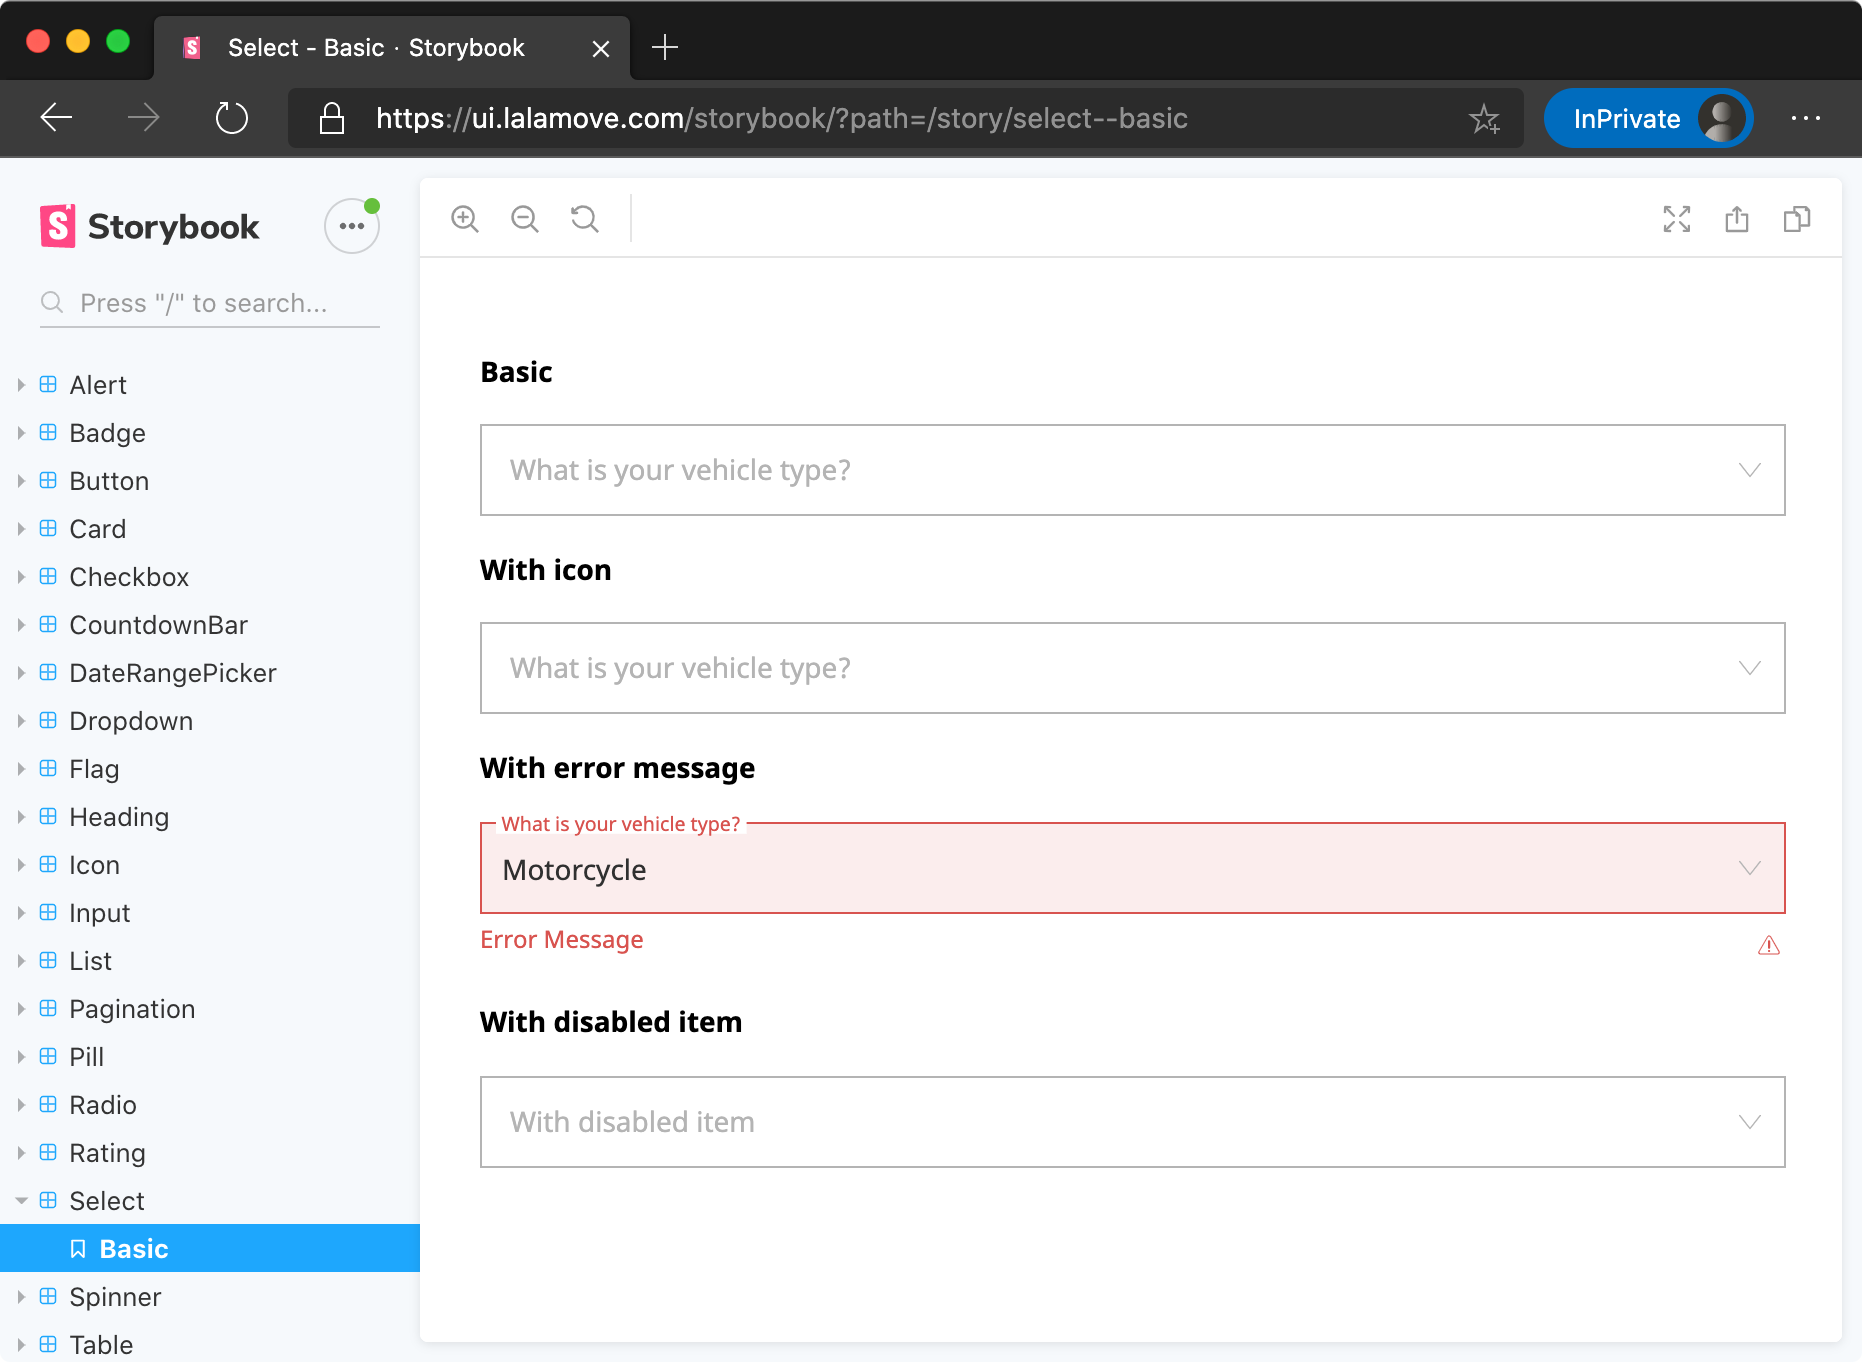 Select - Basic · Storybook
https://ui.lalamove.com/storybook/?path=/story/select--basic
InPrivate
Storybook
Press "/" to search...
Alert
Badge
Button
Card
Checkbox
CountdownBar
DateRangePicker
Dropdown
Flag
Heading
Icon
Input
List
Pagination
Pill
Radio
Rating
Select
Basic
Spinner
Table
Basic
What is your vehicle type?
With icon
What is your vehicle type?
With error message
What is your vehicle type?
Motorcycle
Error Message
With disabled item
With disabled item